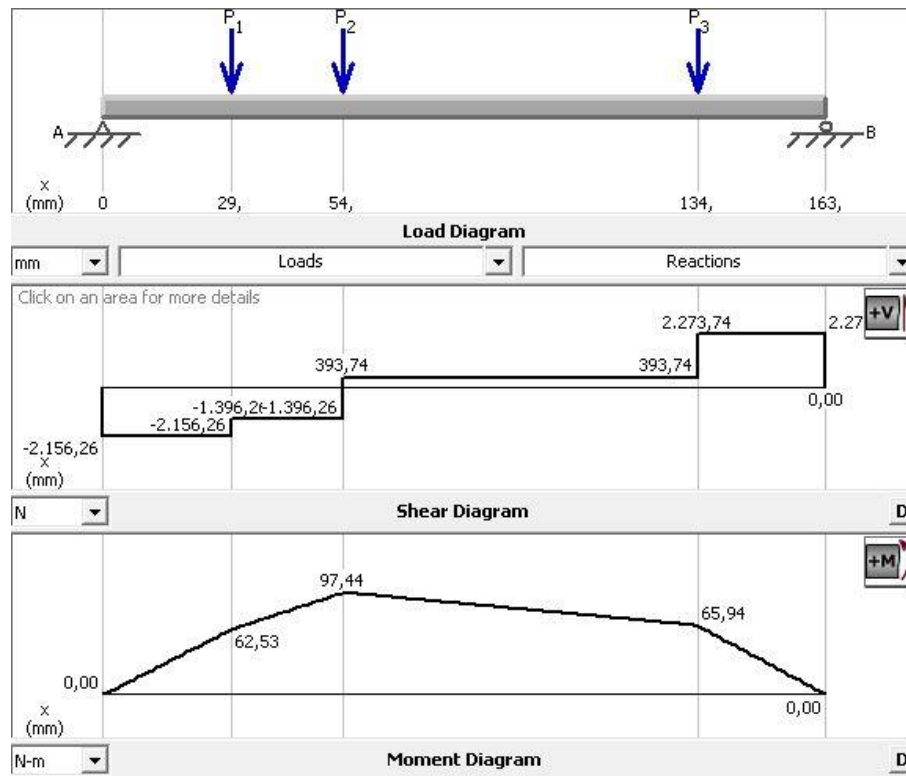 P1 P2 P3
A B
x
(mm) 0 29, 54, 134, 163,
Load Diagram
mm Loads Reactions
Click on an area for more details
+V
2.273,74 2.27
393,74 393,74
0,00
-1.396,26 -1.396,26
-2.156,26
-2.156,26
x
(mm)
N Shear Diagram D
+M
97,44
65,94
62,53
0,00
0,00
x
(mm)
N-m Moment Diagram D